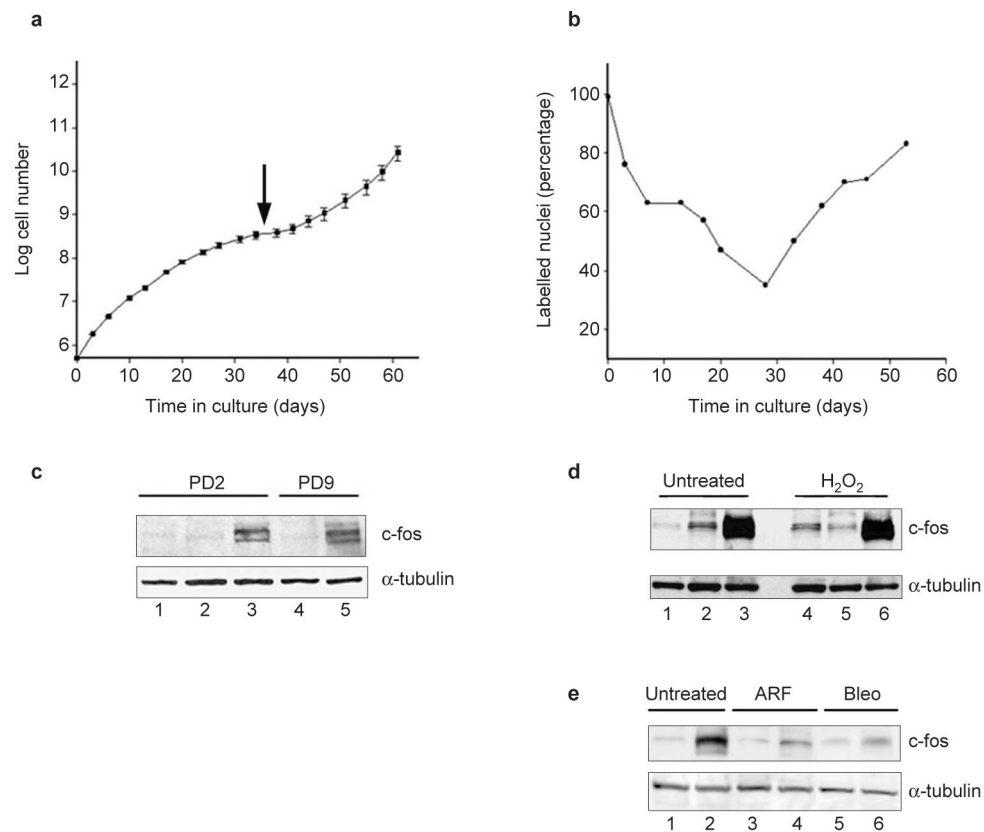 a
12
11
10
9
8
7
6
Log cell number
0 10 20 30 40 50 60
Time in culture (days)
b
100
80
60
40
20
Labelled nuclei (percentage)
0 10 20 30 40 50 60
Time in culture (days)
c
PD2 PD9
c-fos
α-tubulin
1 2 3 4 5
d
Untreated H₂O₂
c-fos
α-tubulin
1 2 3 4 5 6
e
Untreated ARF Bleo
c-fos
α-tubulin
1 2 3 4 5 6